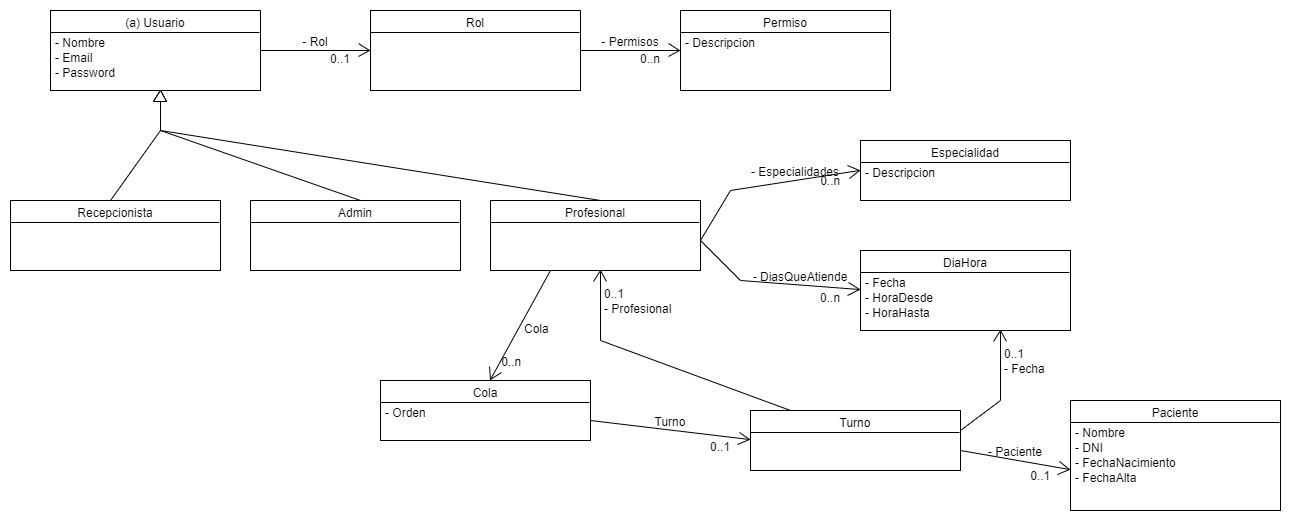 (a) Usuario
- Nombre
- Email
- Password
- Rol
0..1
Rol
- Permisos
0..n
Permiso
- Descripcion
Recepcionista
Admin
Profesional
- Especialidades
0..n
Especialidad
- Descripcion
- DiasQueAtiende
0..n
DiaHora
- Fecha
- HoraDesde
- HoraHasta
0..1
- Profesional
Cola
0..n
0..1
- Fecha
Cola
- Orden
Turno
0..1
Turno
- Paciente
0..1
Paciente
- Nombre
- DNI
- FechaNacimiento
- FechaAlta